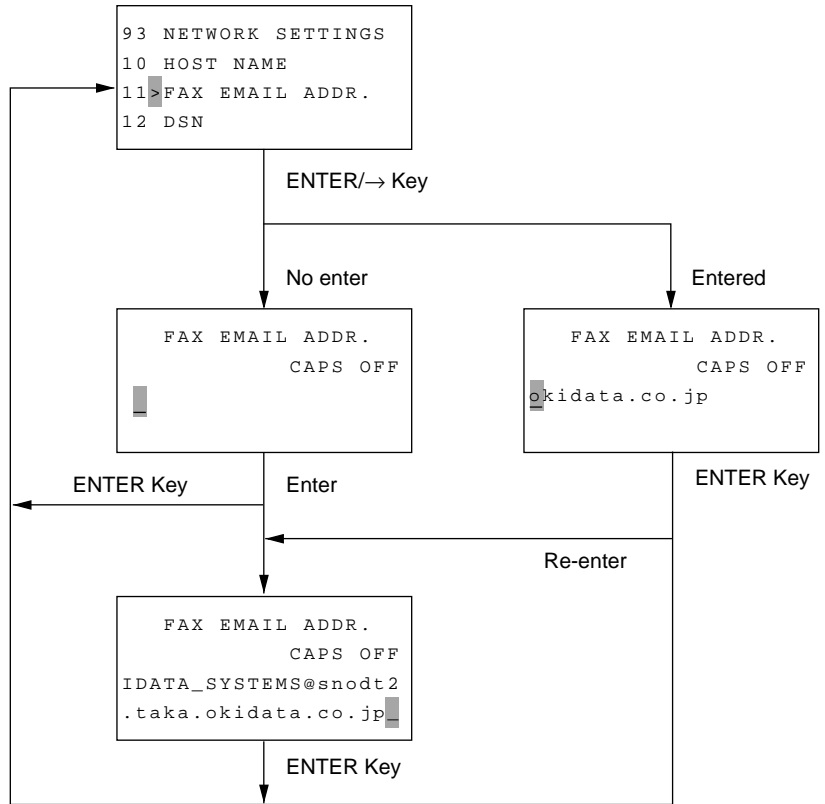 93 NETWORK SETTINGS
10 HOST NAME
11>FAX EMAIL ADDR.
12 DSN
ENTER/→ Key
No enter
Entered
FAX EMAIL ADDR.
CAPS OFF
_
FAX EMAIL ADDR.
CAPS OFF
okidata.co.jp
ENTER Key
Enter
ENTER Key
Re-enter
FAX EMAIL ADDR.
CAPS OFF
IDATA_SYSTEMS@snodt2
.taka.okidata.co.jp_
ENTER Key